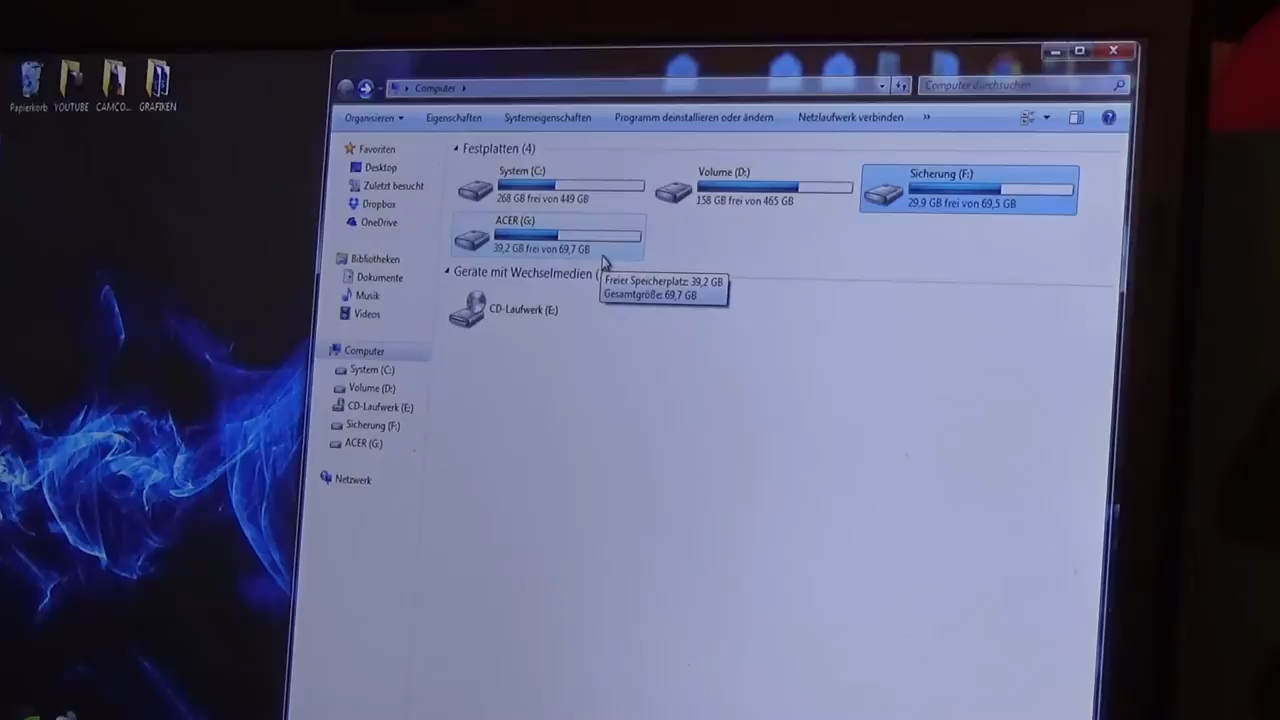 Papierkorb
YOUTUBE
CAMCO...
GRAFIKEN
Computer
Computer durchsuchen
Organisieren
Eigenschaften
Systemeigenschaften
Programm deinstallieren oder ändern
Netzlaufwerk verbinden
»
Favoriten
Desktop
Zuletzt besucht
Dropbox
OneDrive
Bibliotheken
Dokumente
Musik
Videos
Computer
System (C:)
Volume (D:)
CD-Laufwerk (E:)
Sicherung (F:)
ACER (G:)
Netzwerk
Festplatten (4)
System (C:)
268 GB frei von 449 GB
Volume (D:)
158 GB frei von 465 GB
Sicherung (F:)
29,9 GB frei von 69,5 GB
ACER (G:)
39,2 GB frei von 69,7 GB
Geräte mit Wechselmedien (
Freier Speicherplatz: 39,2 GB
Gesamtgröße: 69,7 GB
CD-Laufwerk (E:)